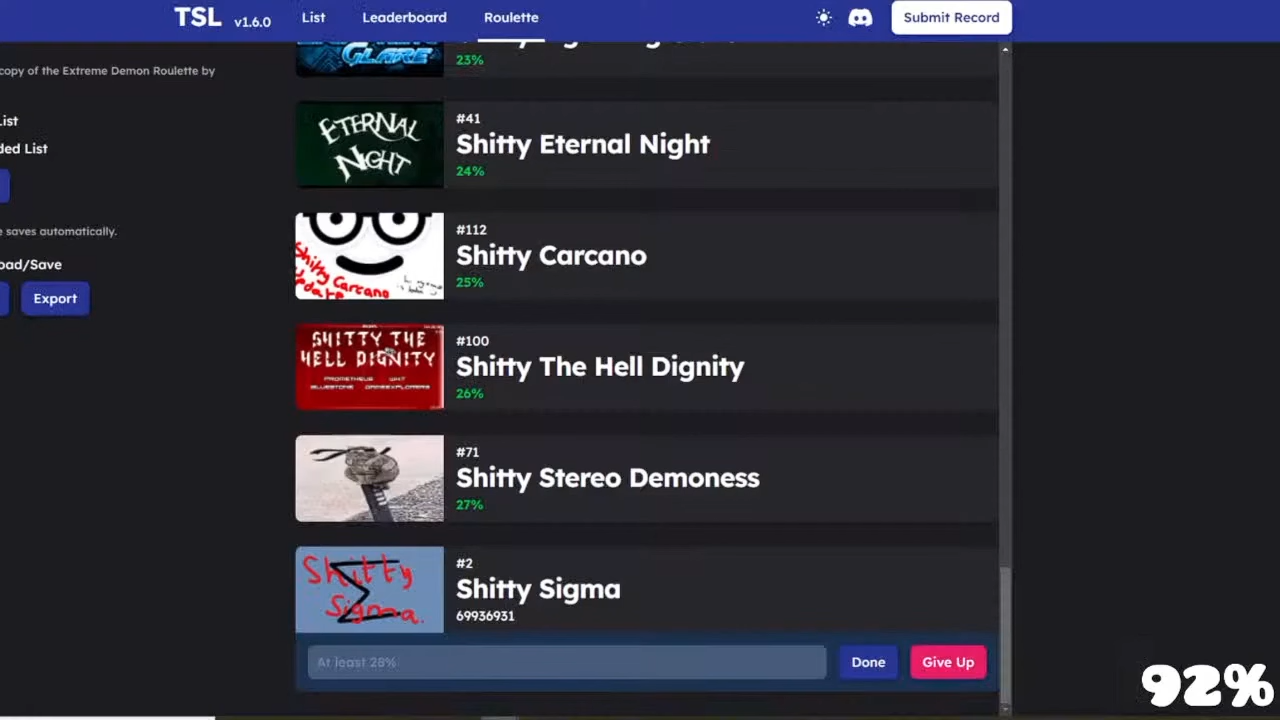 TSL v1.6.0 List Leaderboard Roulette Submit Record
GLARE
23%
copy of the Extreme Demon Roulette by
ded List
saves automatically.
Export
ETERNAL
NIGHT
#41
Shitty Eternal Night
24%
Shitty Carcano
#112
Shitty Carcano
25%
SHITTY THE
HELL DIGNITY
#100
Shitty The Hell Dignity
26%
#71
Shitty Stereo Demoness
27%
Shitty
Sigma
#2
Shitty Sigma
69936931
At least 28% Done Give Up
92%